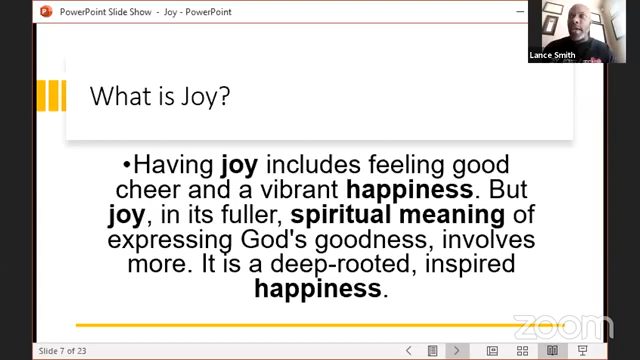 PowerPoint Slide Show - Joy - PowerPoint
Lance Smith
What is Joy?
•Having joy includes feeling good
cheer and a vibrant happiness. But
joy, in its fuller, spiritual meaning of
expressing God's goodness, involves
more. It is a deep-rooted, inspired
happiness.
zoom
Slide 7 of 23